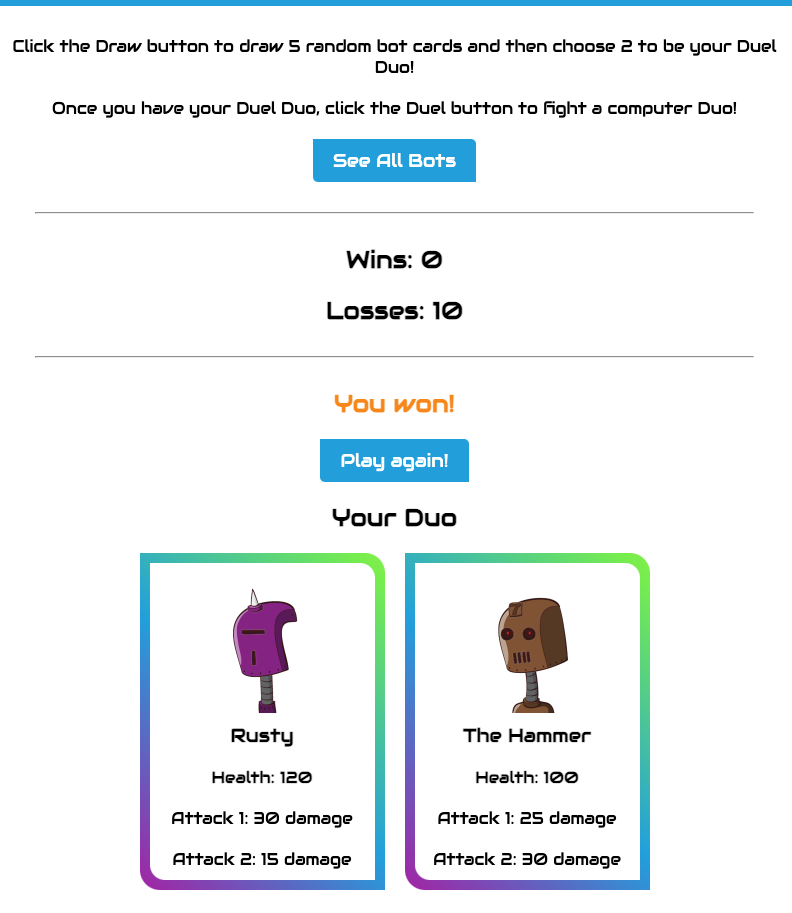 Click the Draw button to draw 5 random bot cards and then choose 2 to be your Duel
Duo!
Once you have your Duel Duo, click the Duel button to fight a computer Duo!
See All Bots
Wins: 0
Losses: 10
You won!
Play again!
Your Duo
Rusty
Health: 120
Attack 1: 30 damage
Attack 2: 15 damage
The Hammer
Health: 100
Attack 1: 25 damage
Attack 2: 30 damage